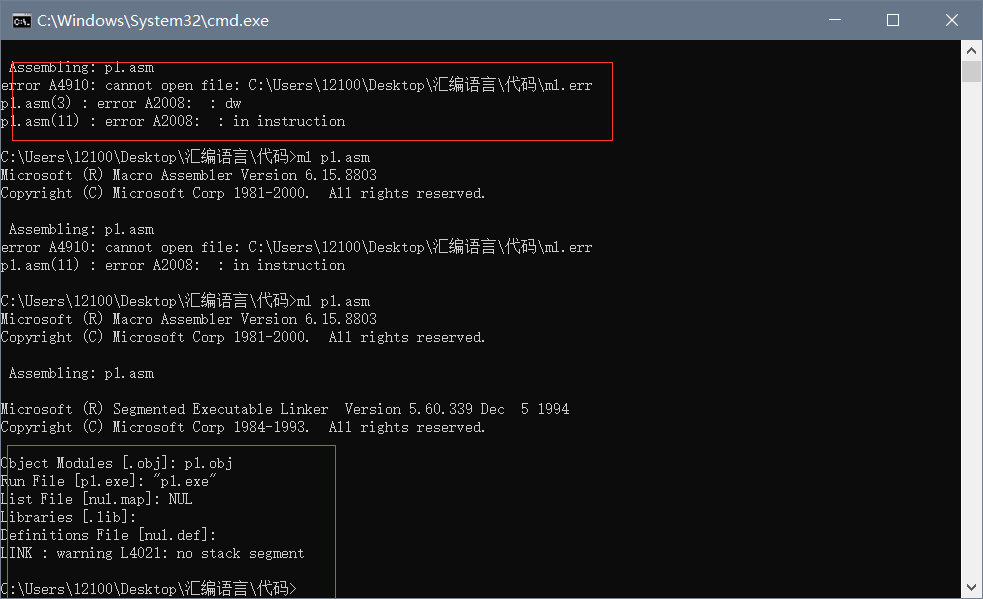 C:\Windows\System32\cmd.exe
Assembling: p1.asm
error A4910: cannot open file: C:\Users\12100\Desktop\汇编语言\代码\ml.err
p1.asm(3) : error A2008:  : dw
p1.asm(11) : error A2008:  : in instruction
C:\Users\12100\Desktop\汇编语言\代码>ml p1.asm
Microsoft (R) Macro Assembler Version 6.15.8803
Copyright (C) Microsoft Corp 1981-2000.  All rights reserved.
Assembling: p1.asm
error A4910: cannot open file: C:\Users\12100\Desktop\汇编语言\代码\ml.err
p1.asm(11) : error A2008:  : in instruction
C:\Users\12100\Desktop\汇编语言\代码>ml p1.asm
Microsoft (R) Macro Assembler Version 6.15.8803
Copyright (C) Microsoft Corp 1981-2000.  All rights reserved.
Assembling: p1.asm
Microsoft (R) Segmented Executable Linker  Version 5.60.339 Dec  5 1994
Copyright (C) Microsoft Corp 1984-1993.  All rights reserved.
Object Modules [.obj]: p1.obj
Run File [p1.exe]: "p1.exe"
List File [nul.map]: NUL
Libraries [.lib]:
Definitions File [nul.def]:
LINK : warning L4021: no stack segment
C:\Users\12100\Desktop\汇编语言\代码>